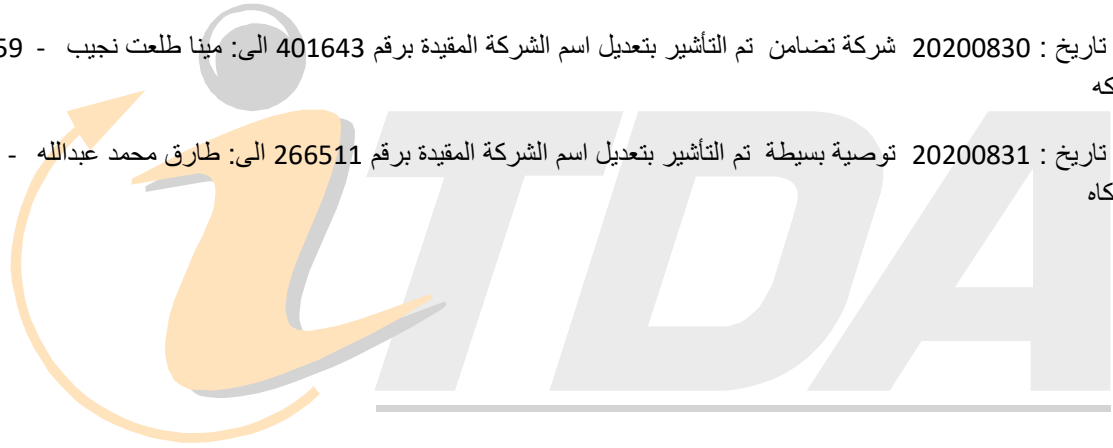 59 - تاريخ : 20200830 شركة تضامن تم التأشير بتعديل اسم الشركة المقيدة برقم 401643 الى: مينا طلعت نجيب
كه
- تاريخ : 20200831 توصية بسيطة تم التأشير بتعديل اسم الشركة المقيدة برقم 266511 الى: طارق محمد عبدالله
كاه
iTDA